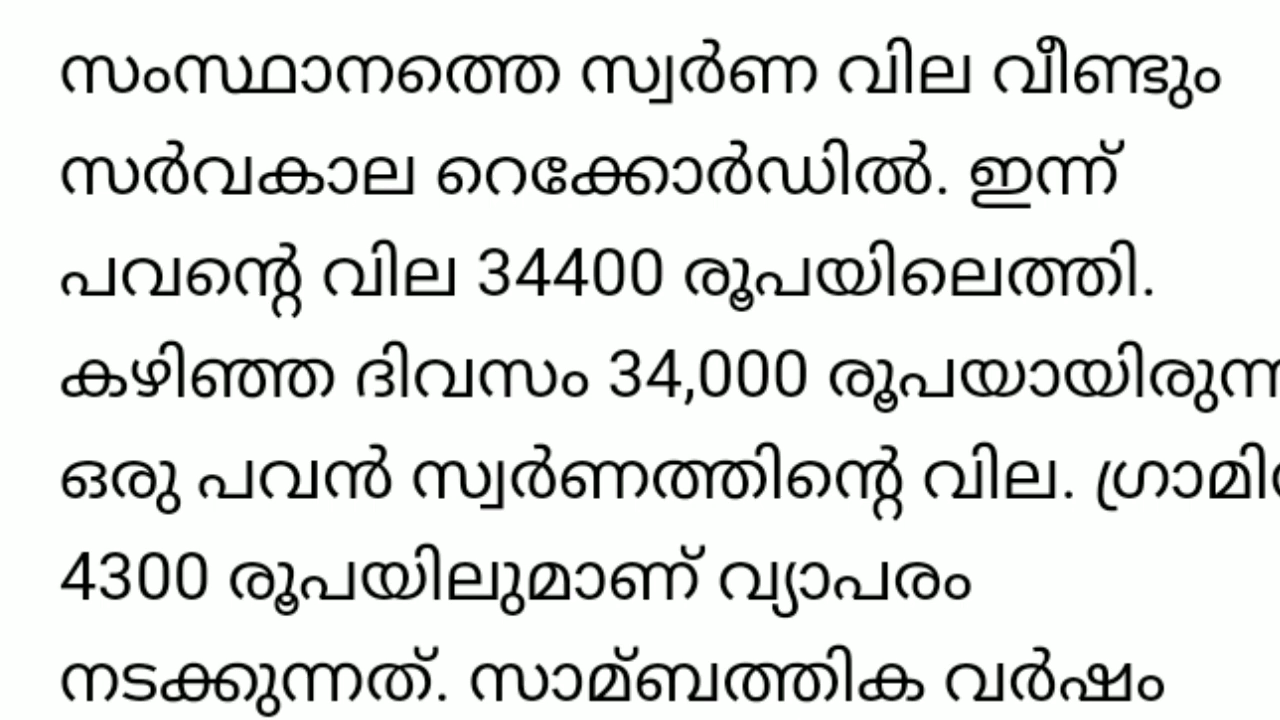 സംസ്ഥാനത്തെ സ്വർണ വില വീണ്ടും
സർവകാല റെക്കോർഡിൽ. ഇന്ന്
പവന്റെ വില 34400 രൂപയിലെത്തി.
കഴിഞ്ഞ ദിവസം 34,000 രൂപയായിരുന്ന
ഒരു പവൻ സ്വർണത്തിന്റെ വില.
4300 രൂപയിലുമാണ് വ്യാപരം
നടക്കുന്നത്. സാമ്ബത്തിക വർഷം